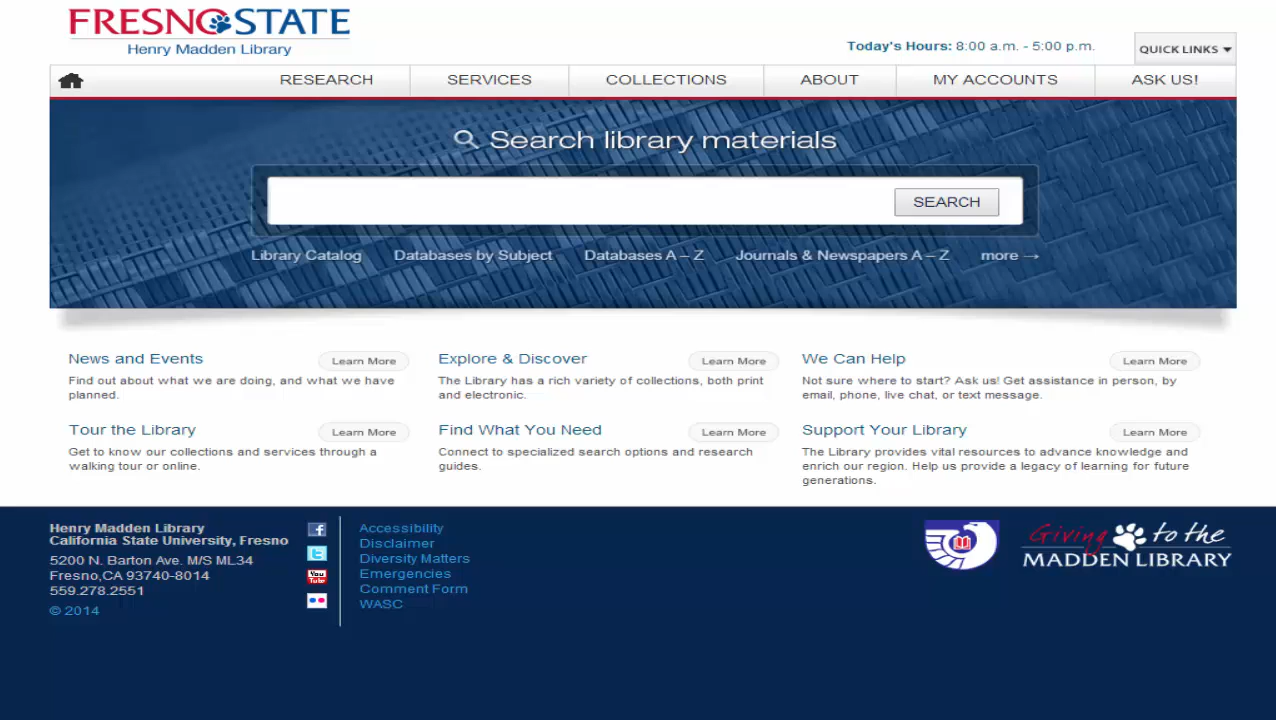 FRESNO STATE
Henry Madden Library
Today's Hours: 8:00 a.m. - 5:00 p.m.
QUICK LINKS
RESEARCH SERVICES COLLECTIONS ABOUT MY ACCOUNTS ASK US!
Search library materials
SEARCH
Library Catalog Databases by Subject Databases A – Z Journals & Newspapers A – Z more →
News and Events Learn More
Find out about what we are doing, and what we have
planned.
Explore & Discover Learn More
The Library has a rich variety of collections, both print
and electronic.
We Can Help Learn More
Not sure where to start? Ask us! Get assistance in person, by
email, phone, live chat, or text message.
Tour the Library Learn More
Get to know our collections and services through a
walking tour or online.
Find What You Need Learn More
Connect to specialized search options and research
guides.
Support Your Library Learn More
The Library provides vital resources to advance knowledge and
enrich our region. Help us provide a legacy of learning for future
generations.
Henry Madden Library
California State University, Fresno
5200 N. Barton Ave. M/S ML34
Fresno,CA 93740-8014
559.278.2551
© 2014
f
t
You
Tube
Accessibility
Disclaimer
Diversity Matters
Emergencies
Comment Form
WASC
Giving to the
MADDEN LIBRARY